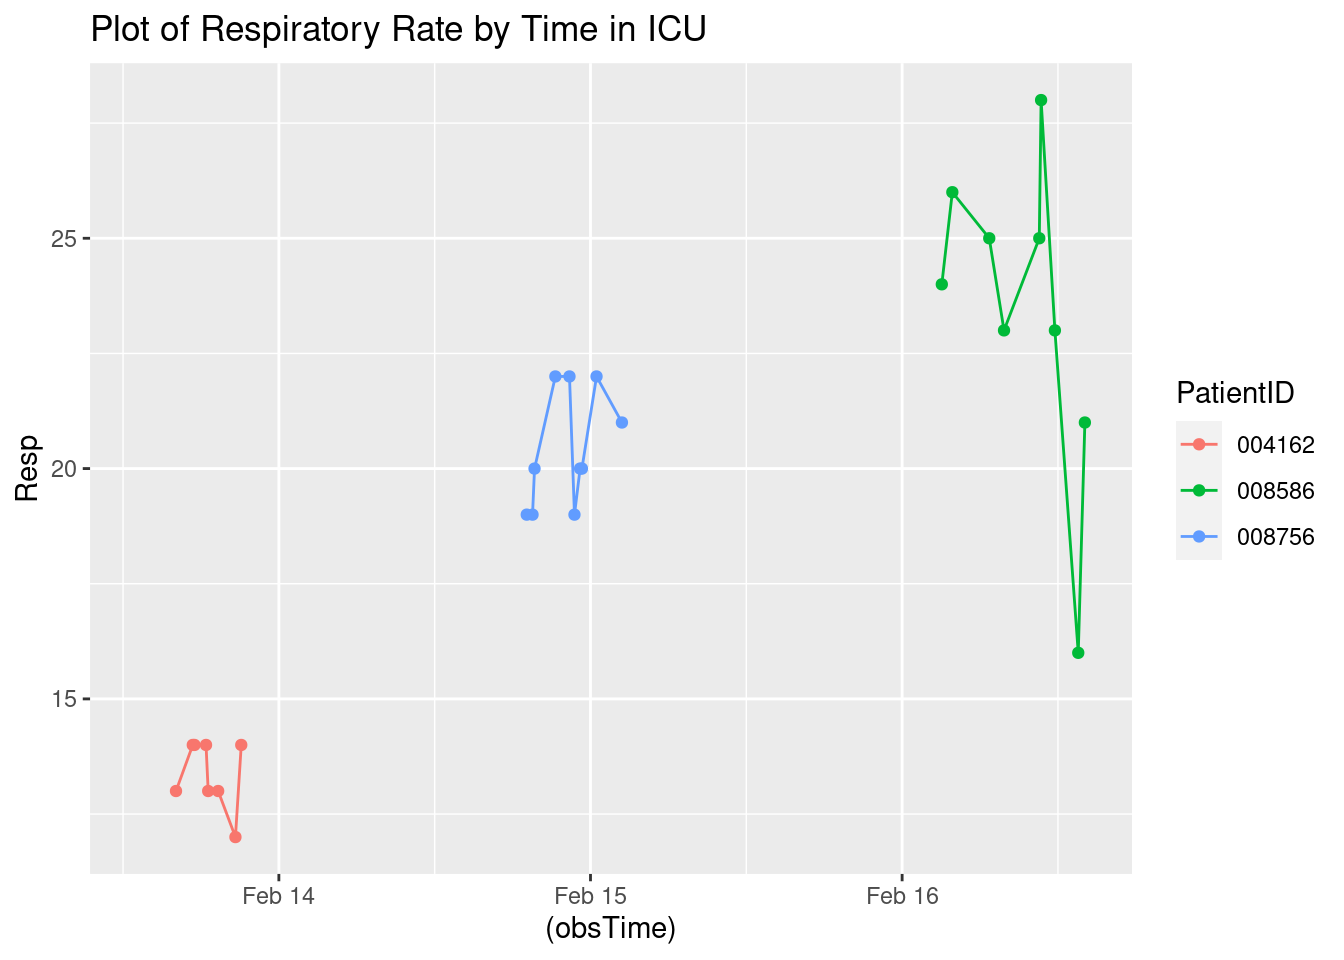 Plot of Respiratory Rate by Time in ICU
25
20
15
Resp
Feb 14
Feb 15
Feb 16
(obsTime)
PatientID
004162
008586
008756